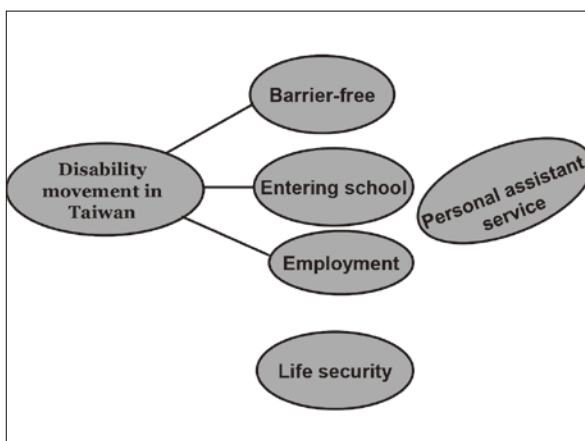 Barrier-free
Disability
movement in
Taiwan
Entering school
Personal assistant
service
Employment
Life security